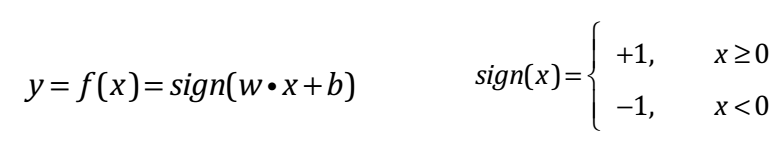 y = f(x) = sign(w • x + b)
sign(x) = { +1, x ≥ 0
−1, x < 0